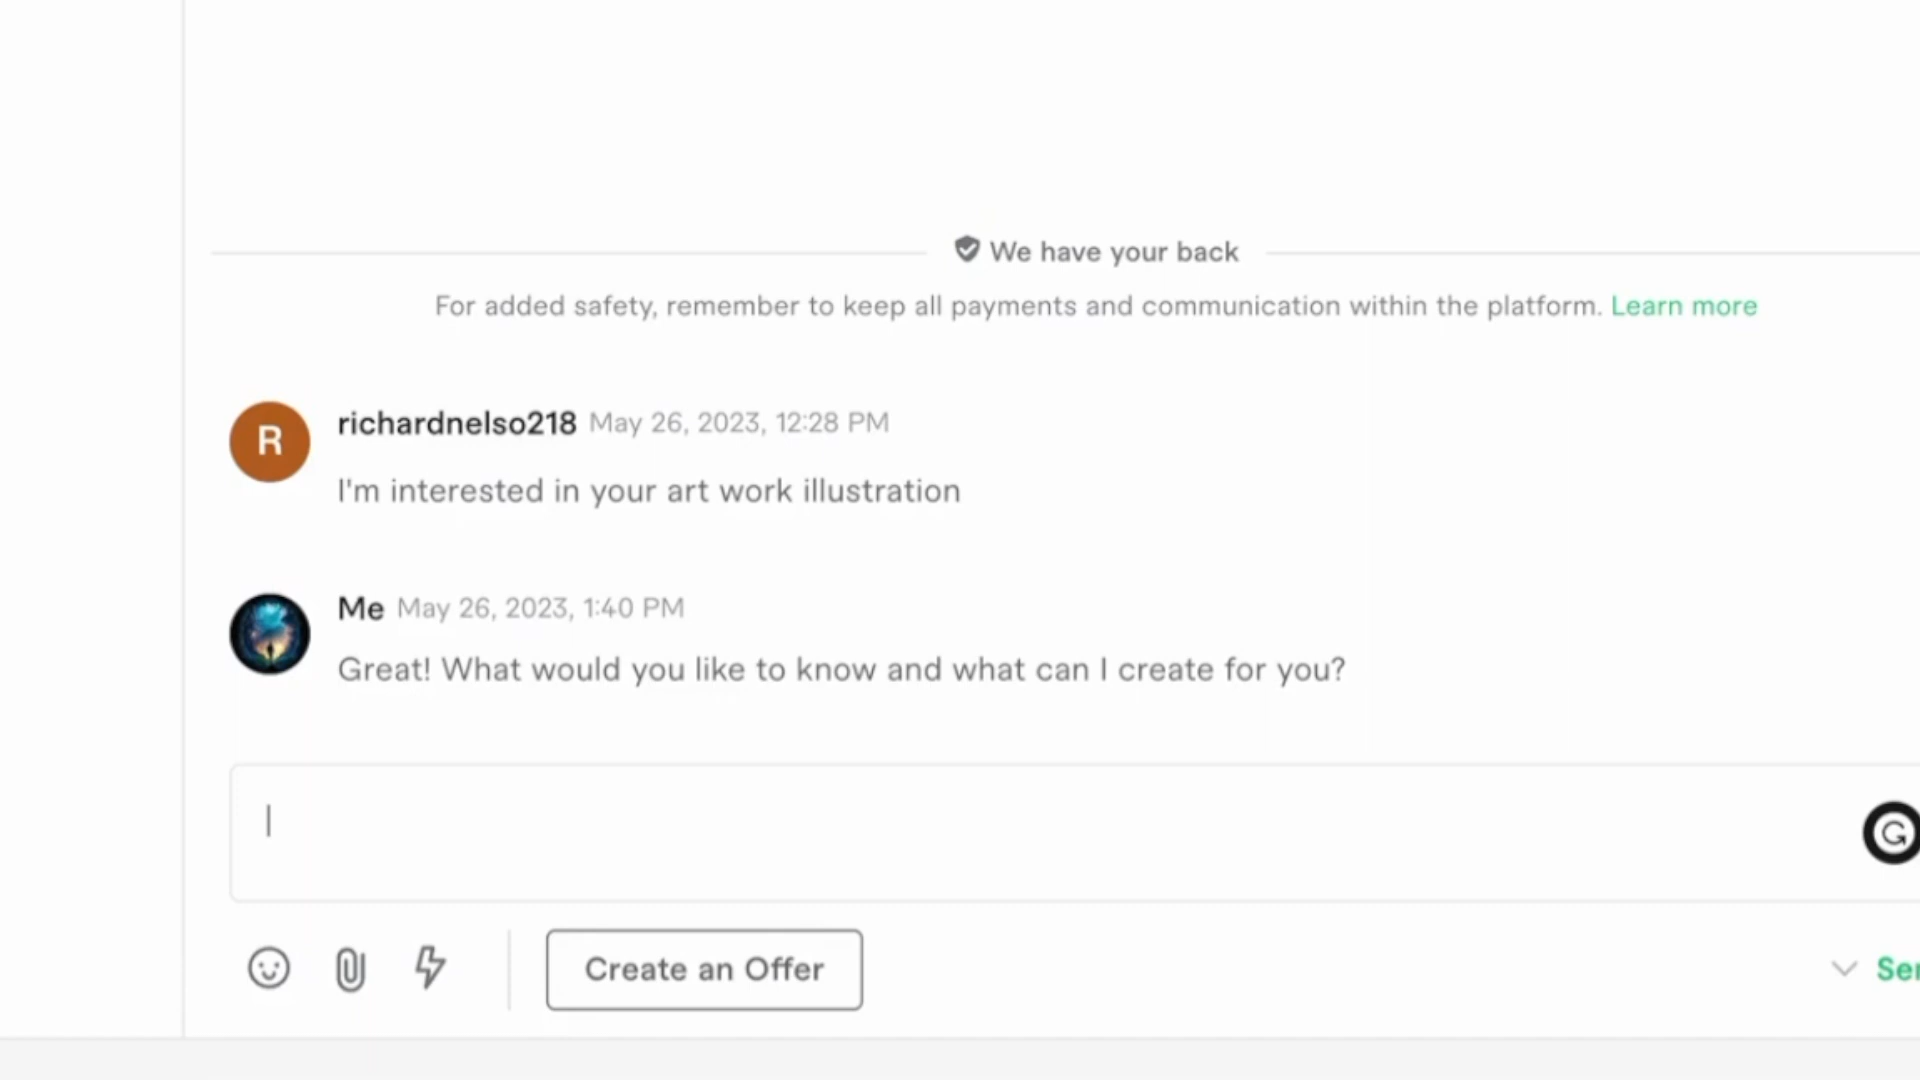 We have your back
For added safety, remember to keep all payments and communication within the platform. Learn more
R
richardnelso218 May 26, 2023, 12:28 PM
I'm interested in your art work illustration
Me May 26, 2023, 1:40 PM
Great! What would you like to know and what can I create for you?
G
Create an Offer